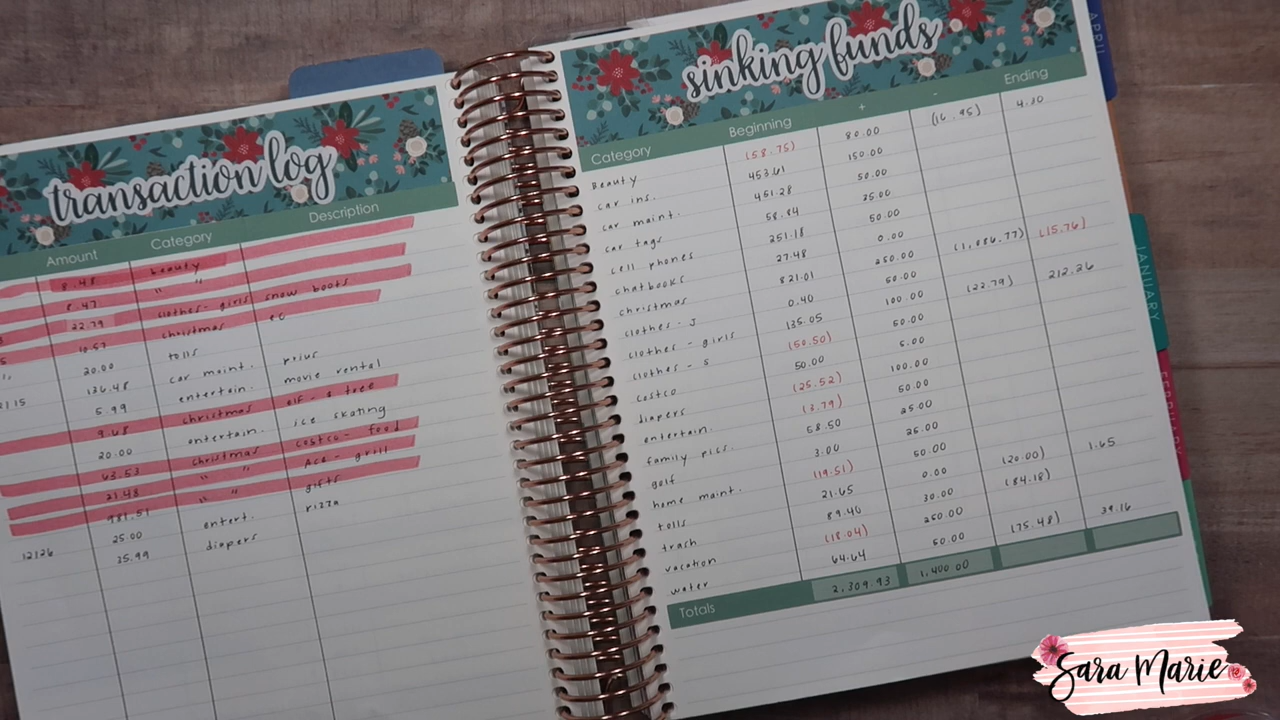 transaction log
Amount Category Description
8.48 beauty
8.47 " "
22.79 clothes - girls snow boots
10.57 christmas
20.00 tolls
126.48 car maint. prius
5.99 entertain. movie rental
9.68 christmas elf - $ tree
20.00 entertain. ice skating
63.53 christmas costco - food
21.48 " " Ace - grill
981.51 " " gifts
25.00 entert. pizza
12/26 35.99 diapers
sinking funds
Category Beginning + - Ending
Beauty (58.75) 80.00 (16.95) 4.30
car ins. 453.61 150.00
car maint. 451.28 50.00
car tags 58.84 25.00
cell phones 251.18 50.00
chatbooks 27.48 0.00
christmas 821.01 250.00 (1,086.77) (15.76)
clothes - J 0.40 50.00
clothes - girls 135.05 100.00 (22.79) 212.26
clothes - S (50.50) 50.00
costco 50.00 5.00
diapers (25.52) 100.00
entertain. (3.79) 50.00
family pics. 58.50 25.00
golf 3.00 25.00
home maint. (19.51) 50.00
tolls 21.65 0.00 (20.00) 1.65
trash 89.40 30.00 (84.18)
vacation (18.04) 250.00
water 64.64 50.00 (75.48) 39.16
Totals 2,309.93 1,400.00
APRIL
JANUARY
FEBRUARY
Sara Marie